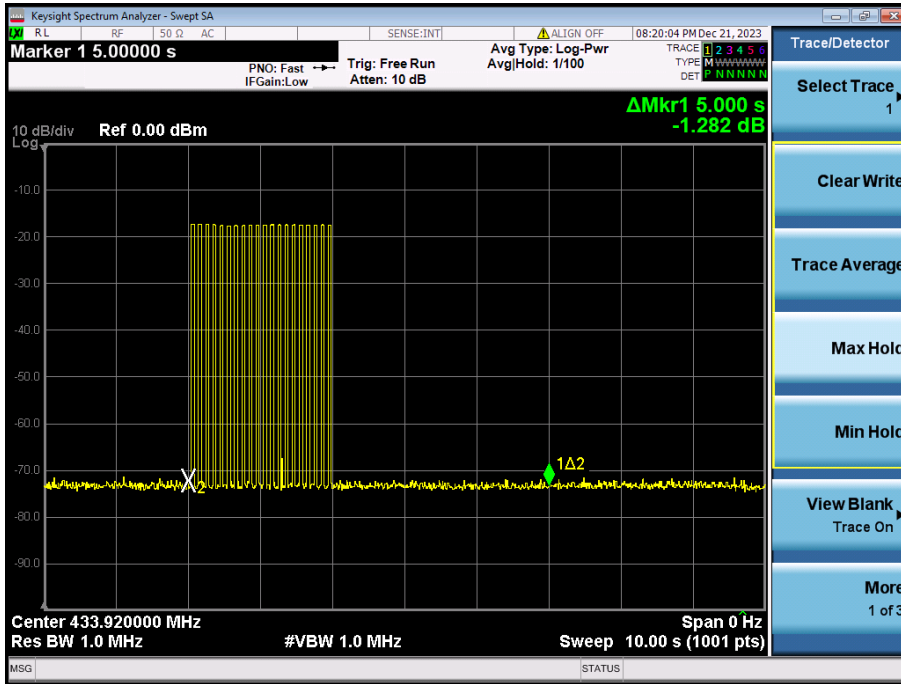 Keysight Spectrum Analyzer - Swept SA
LXI RL RF 50 Ω AC SENSE:INT ALIGN OFF 08:20:04 PM Dec 21, 2023
Marker 1 5.00000 s
PNO: Fast
IFGain:Low
Trig: Free Run
Atten: 10 dB
Avg Type: Log-Pwr
Avg|Hold: 1/100
TRACE 1 2 3 4 5 6
TYPE M WWWWW
DET P N N N N N
ΔMkr1 5.000 s
-1.282 dB
10 dB/div Ref 0.00 dBm
Log
-10.0
-20.0
-30.0
-40.0
-50.0
-60.0
-70.0
-80.0
-90.0
X2
1Δ2
Center 433.920000 MHz Span 0 Hz
Res BW 1.0 MHz #VBW 1.0 MHz Sweep 10.00 s (1001 pts)
MSG STATUS
Trace/Detector
Select Trace
1
Clear Write
Trace Average
Max Hold
Min Hold
View Blank
Trace On
More
1 of 3